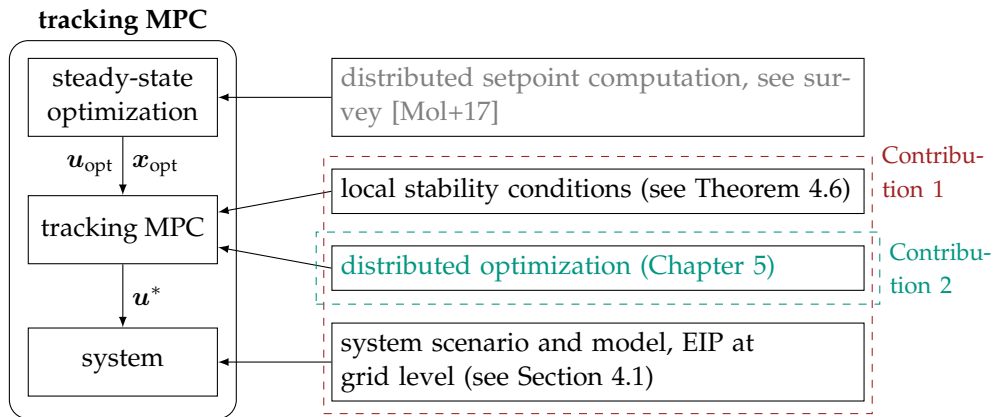 tracking MPC
steady-state
optimization
distributed setpoint computation, see sur-
vey [Mol+17]
u_opt x_opt
Contribu-
tion 1
local stability conditions (see Theorem 4.6)
tracking MPC
distributed optimization (Chapter 5)
Contribu-
tion 2
u*
system
system scenario and model, EIP at
grid level (see Section 4.1)